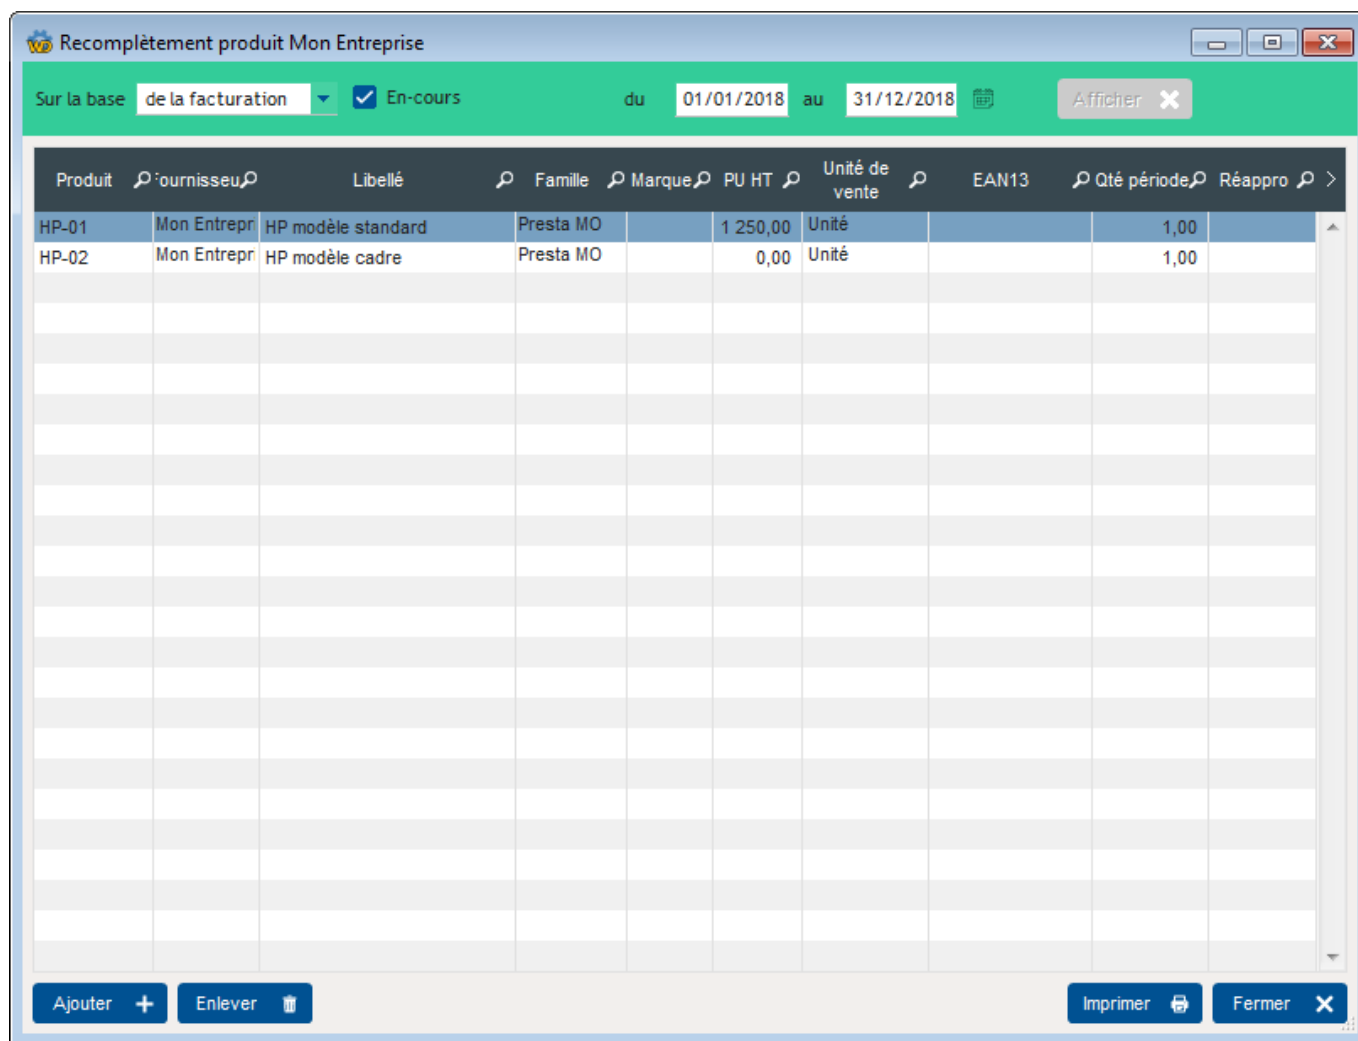 Recomplètement produit Mon Entreprise
Sur la base de la facturation En-cours du 01/01/2018 au 31/12/2018 Afficher
Produit ournisseu Libellé Famille Marque PU HT Unité de vente EAN13 Qté période Réappro
HP-01 Mon Entrepr HP modèle standard Presta MO 1 250,00 Unité 1,00
HP-02 Mon Entrepr HP modèle cadre Presta MO 0,00 Unité 1,00
Ajouter Enlever Imprimer Fermer